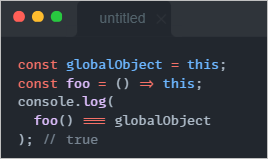 untitled
const globalObject = this;
const foo = () => this;
console.log(
  foo() === globalObject
); // true